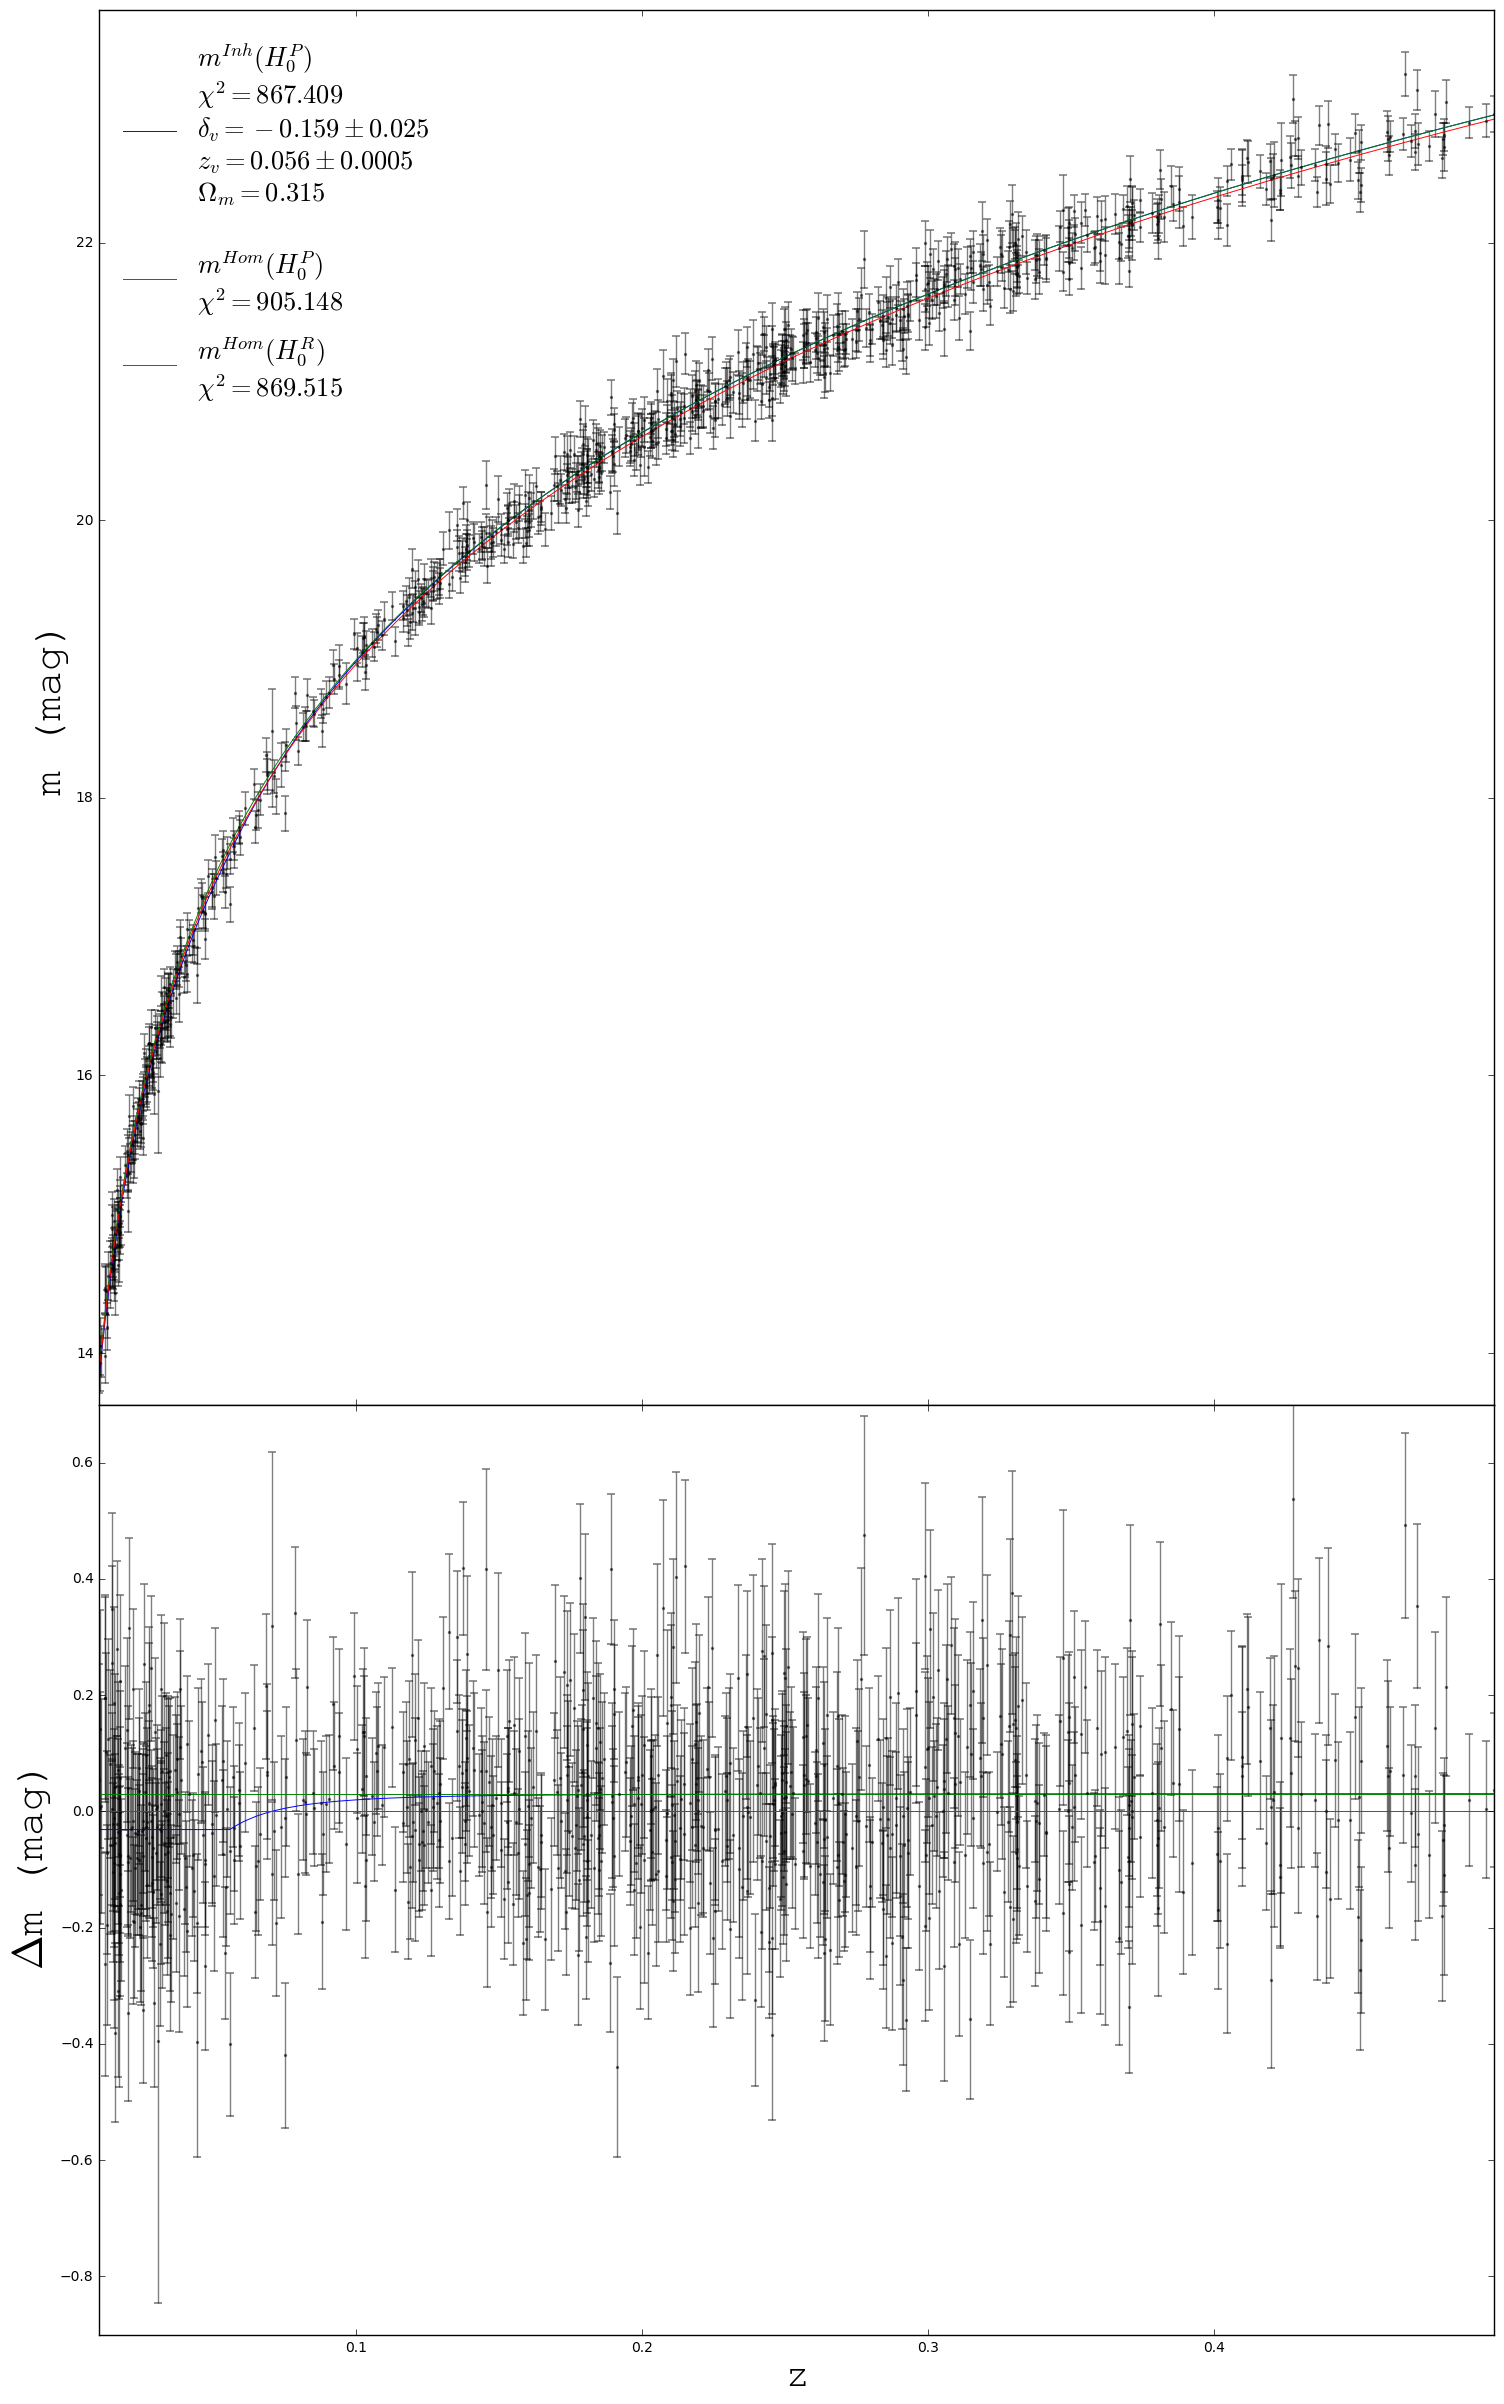 m^{Inh}(H_0^P)
χ² = 867.409
δ_v = −0.159 ± 0.025
z_v = 0.056 ± 0.0005
Ω_m = 0.315
m^{Hom}(H_0^P)
χ² = 905.148
m^{Hom}(H_0^R)
χ² = 869.515
22
20
18
16
14
m (mag)
0.6
0.4
0.2
0.0
−0.2
−0.4
−0.6
−0.8
Δm (mag)
0.1 0.2 0.3 0.4
z